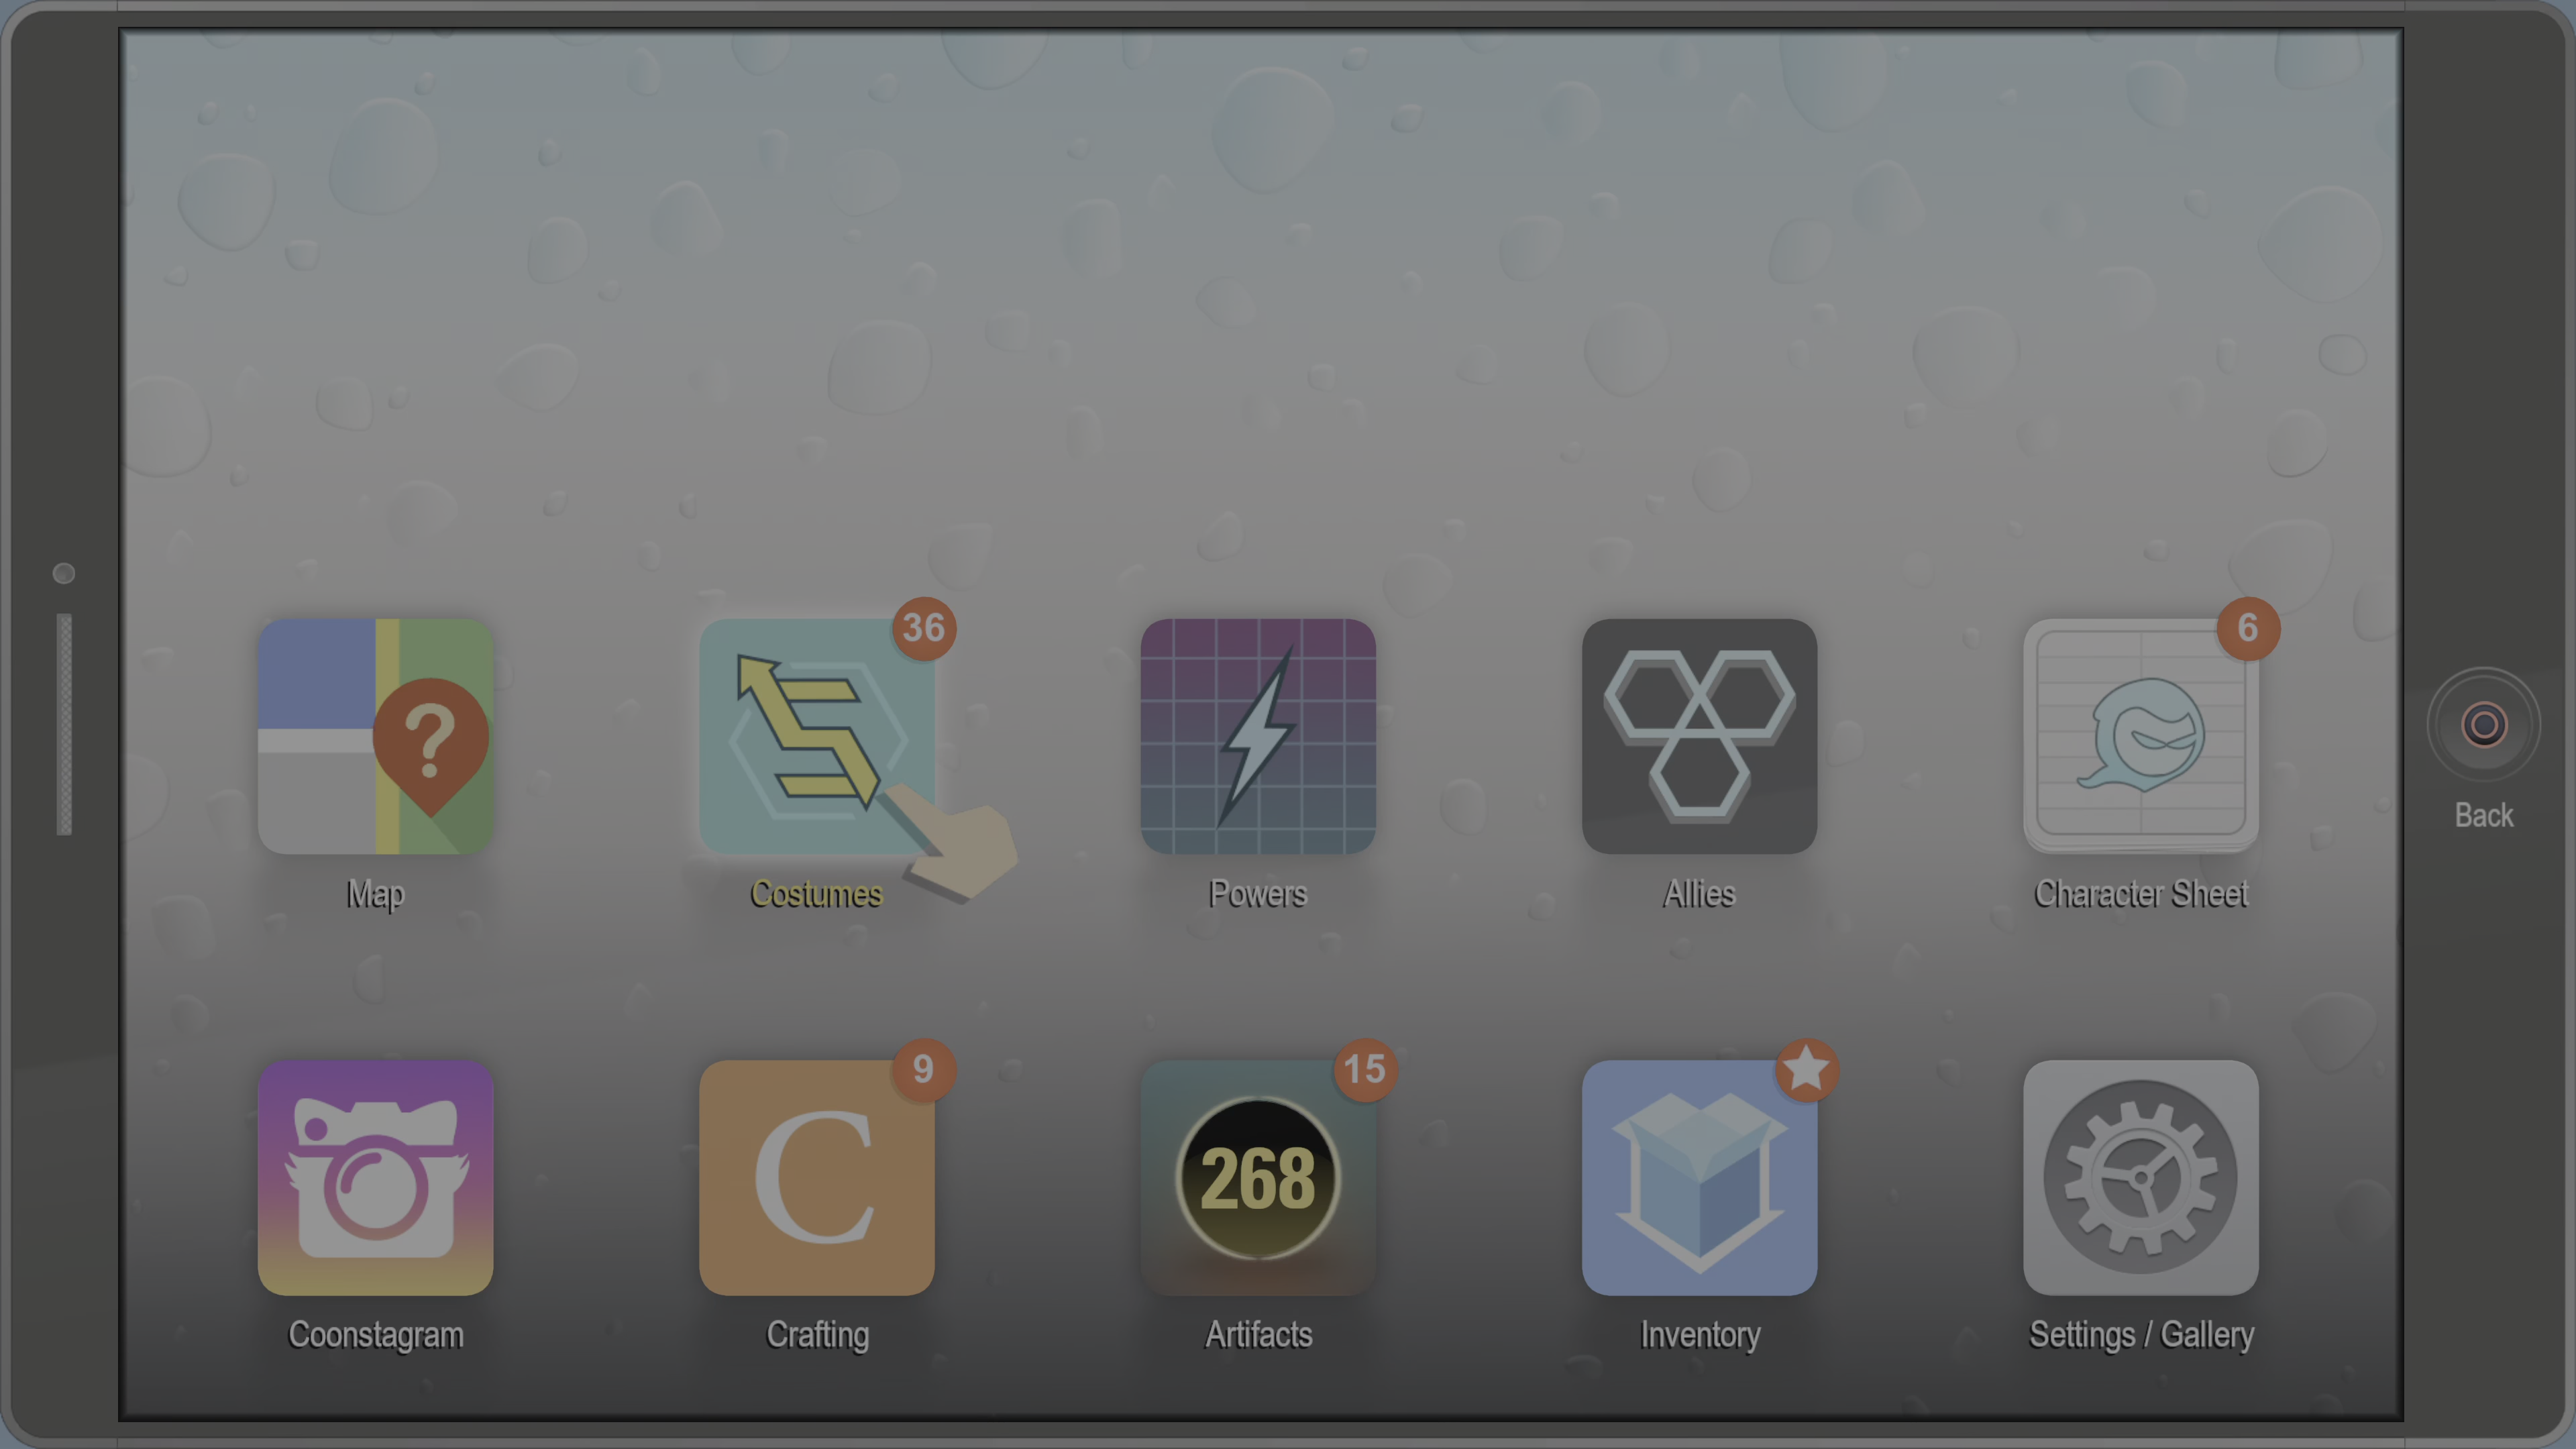 36
6
Map
Costumes
Powers
Allies
Character Sheet
Back
9
15
C
268
Coonstagram
Crafting
Artifacts
Inventory
Settings / Gallery
?